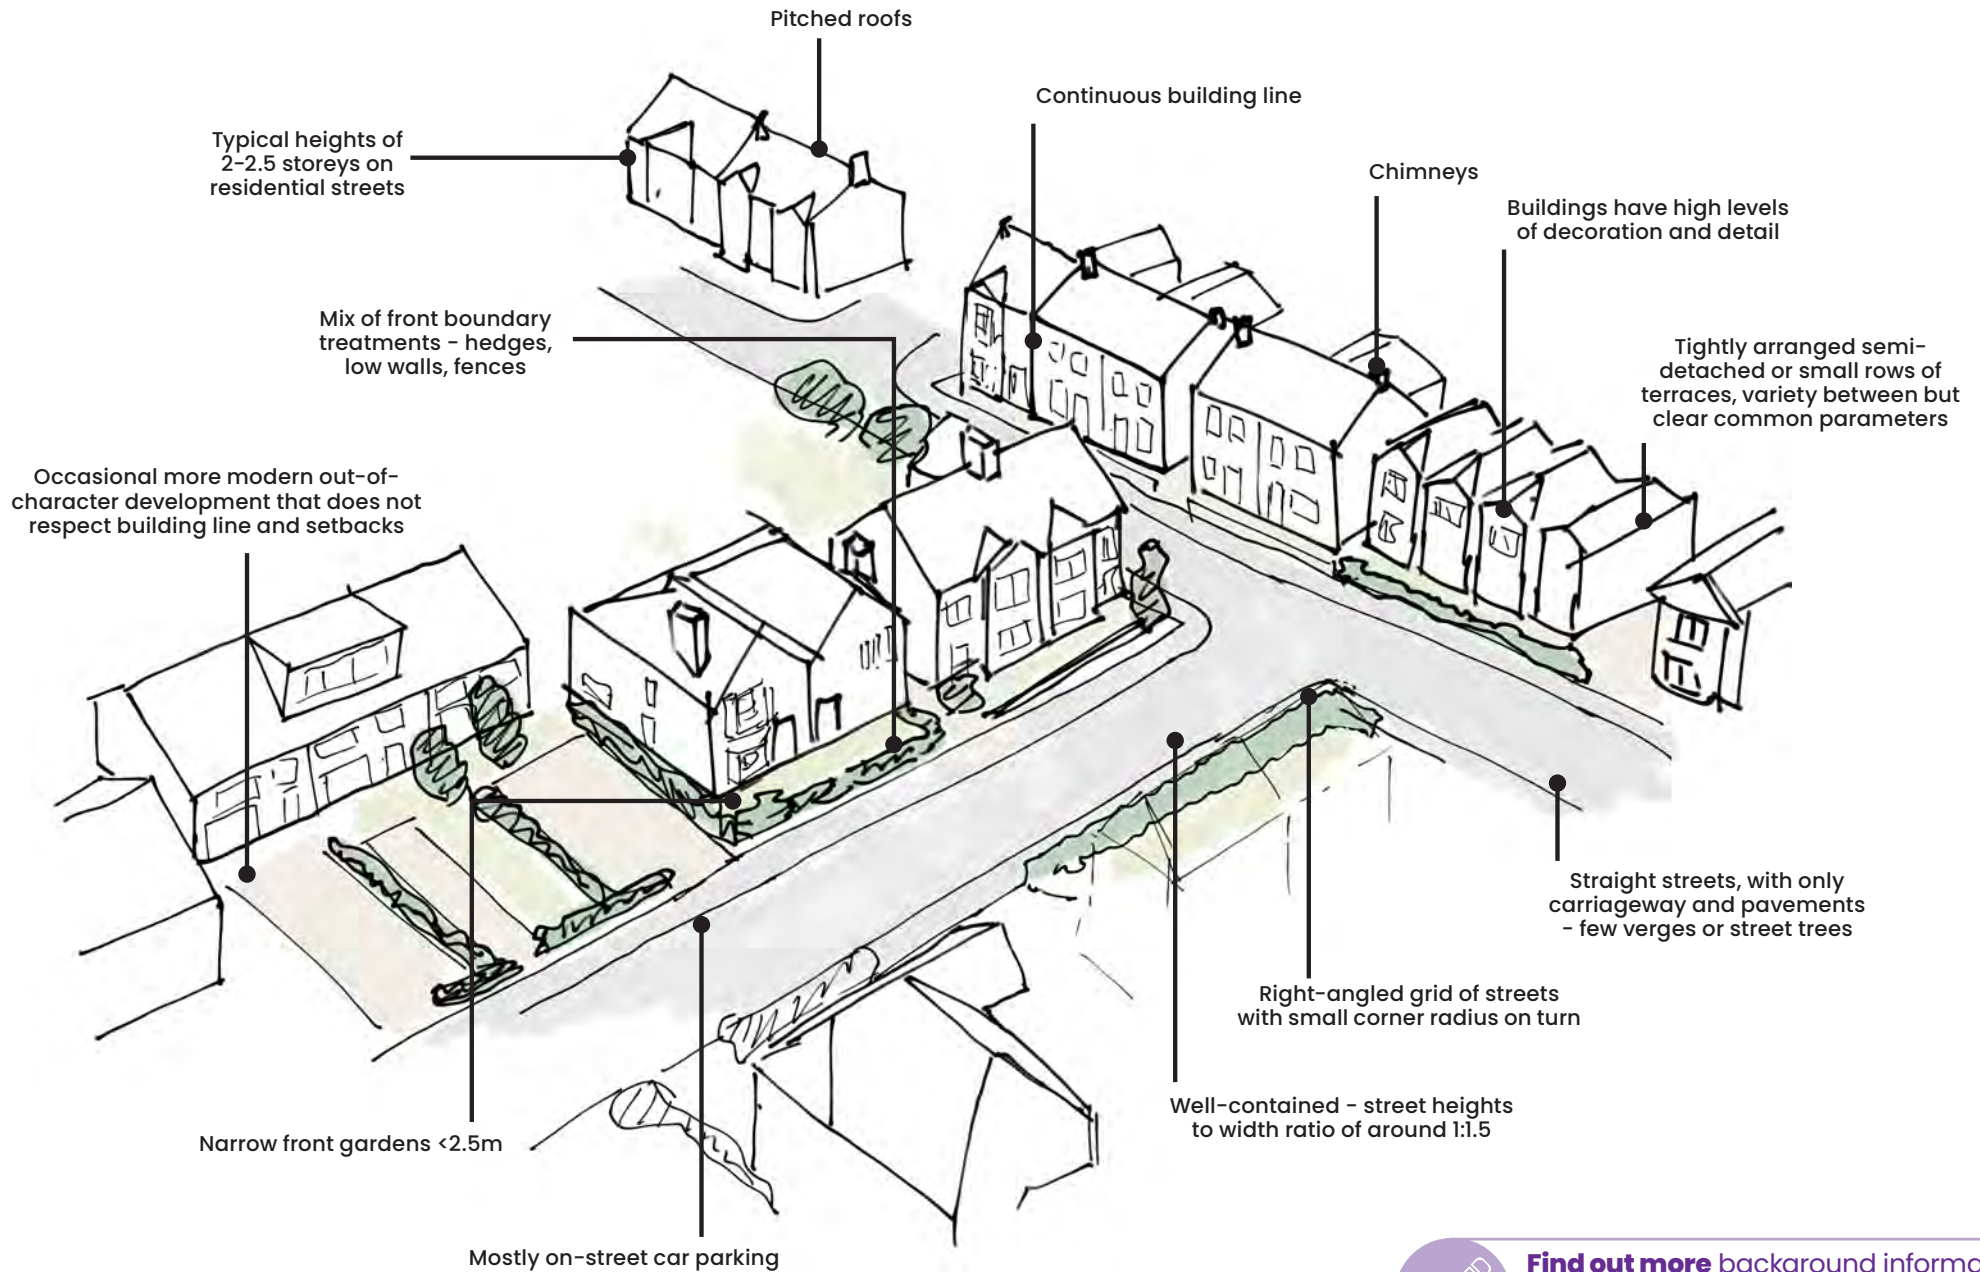 Pitched roofs
Continuous building line
Typical heights of
2-2.5 storeys on
residential streets
Chimneys
Buildings have high levels
of decoration and detail
Mix of front boundary
treatments - hedges,
low walls, fences
Tightly arranged semi-
detached or small rows of
terraces, variety between but
clear common parameters
Occasional more modern out-of-
character development that does not
respect building line and setbacks
Straight streets, with only
carriageway and pavements
- few verges or street trees
Right-angled grid of streets
with small corner radius on turn
Well-contained - street heights
to width ratio of around 1:1.5
Narrow front gardens <2.5m
Mostly on-street car parking
Find out more background informa